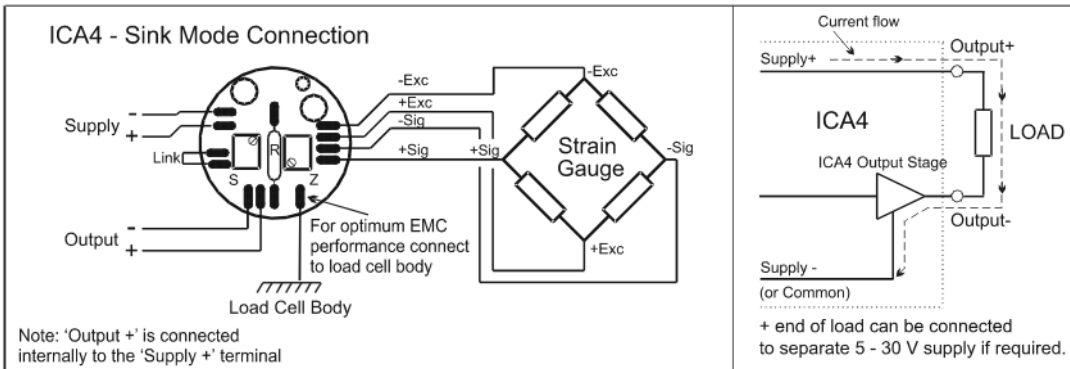 ICA4 - Sink Mode Connection
Supply
-
+
Link
S
R
Z
Output
-
+
-Exc
+Exc
-Sig
+Sig
+Sig
-Exc
Strain
Gauge
-Sig
+Exc
For optimum EMC
performance connect
to load cell body
Load Cell Body
Note: 'Output +' is connected
internally to the 'Supply +' terminal
Current flow
Supply+
Output+
ICA4
LOAD
ICA4 Output Stage
Output-
Supply -
(or Common)
+ end of load can be connected
to separate 5 - 30 V supply if required.